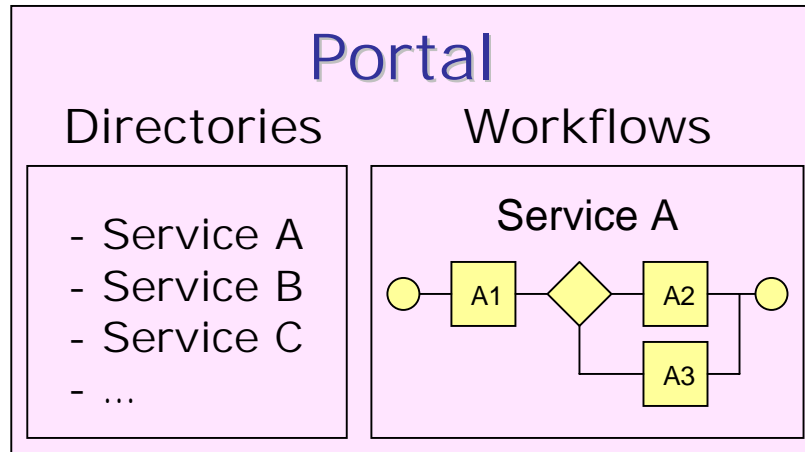 Portal
Directories
Workflows
- Service A
- Service B
- Service C
- ...
Service A
A1
A2
A3